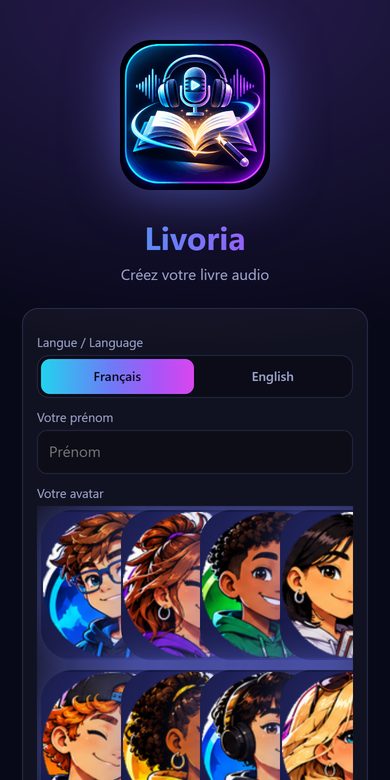 Livoria
Créez votre livre audio
Langue / Language
Français
English
Votre prénom
Prénom
Votre avatar